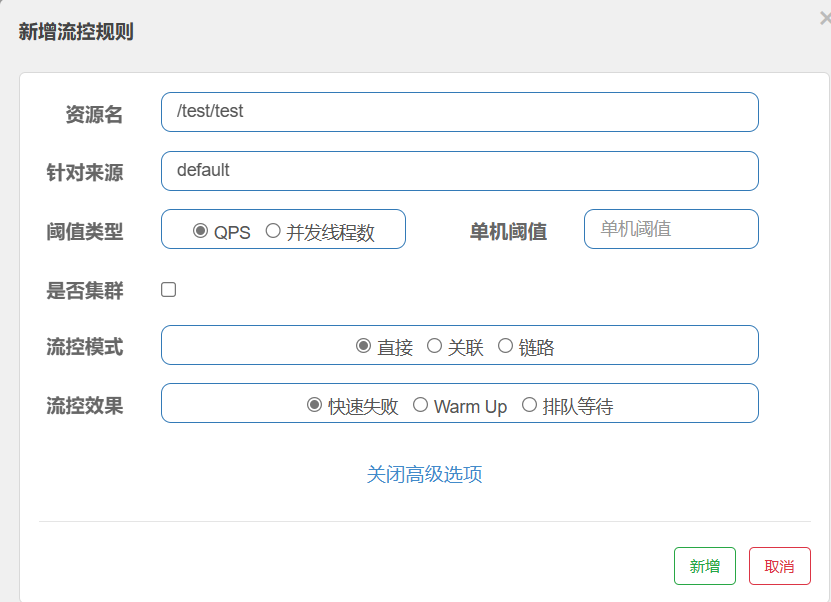 新增流控规则
资源名 /test/test
针对来源 default
阈值类型 QPS 并发线程数 单机阈值 单机阈值
是否集群
流控模式 直接 关联 链路
流控效果 快速失败 Warm Up 排队等待
关闭高级选项
新增 取消